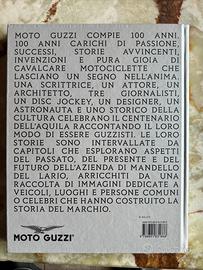 MOTO GUZZI COMPIE 100 ANNI.
100 ANNI CARICHI DI PASSIONE,
SUCCESSI, STORIE AVVINCENTI,
INVENZIONI E PURA GIOIA DI
CAVALCARE MOTOCICLETTE CHE
LASCIANO UN SEGNO NELL'ANIMA.
UNA SCRITTRICE, UN ATTORE, UN
ARCHITETTO, TRE GIORNALISTI,
UN DISC JOCKEY, UN DESIGNER, UN
ASTRONAUTA E UNO STORICO DELLA
CULTURA CELEBRANO IL CENTENARIO
DELL'AQUILA RACCONTANDO IL LORO
MODO DI ESSERE GUZZISTI. LE LORO
STORIE SONO INTERVALLATE DA
CAPITOLI CHE ESPLORANO ASPETTI
DEL PASSATO, DEL PRESENTE E DEL
FUTURO DELL'AZIENDA DI MANDELLO
DEL LARIO, ARRICCHITI DA UNA
RACCOLTA DI IMMAGINI DEDICATE A
VEICOLI, LUOGHI E PERSONE COMUNI
O CELEBRI CHE HANNO COSTRUITO LA
STORIA DEL MARCHIO.
MOTO GUZZI